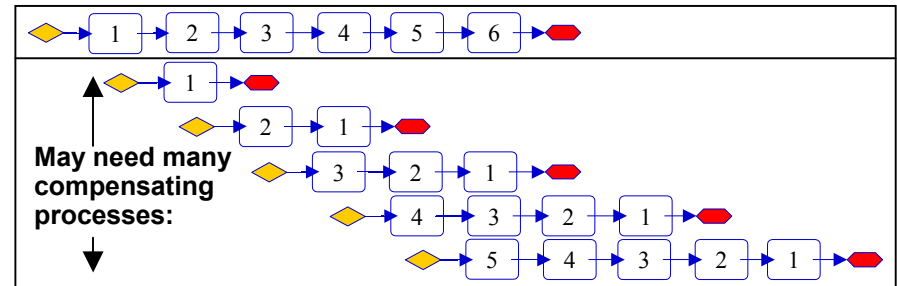 1 2 3 4 5 6
1
2 1
May need many
compensating
processes:
3 2 1
4 3 2 1
5 4 3 2 1